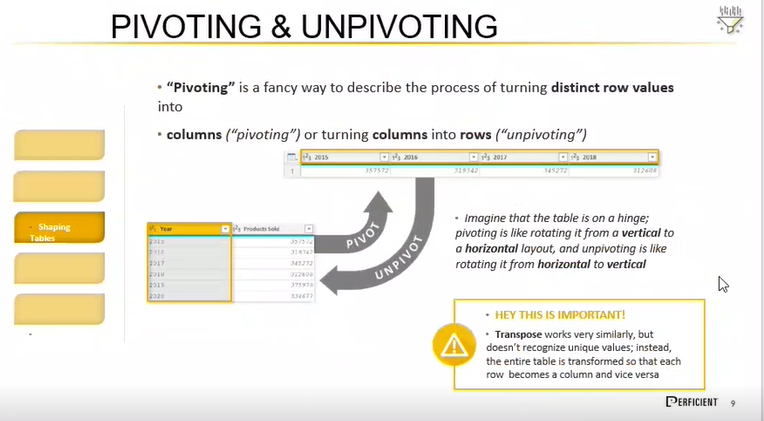 PIVOTING & UNPIVOTING
• “Pivoting” is a fancy way to describe the process of turning distinct row values
into
• columns (“pivoting”) or turning columns into rows (“unpivoting”)
1²3 2015 1²3 2016 1²3 2017 1²3 2018
1 357572 319342 345272 312608
Shaping
Tables
Year 1²3 Products Sold
2015 357572
2016 319342
2017 345272
2018 312608
2019
2020
PIVOT
UNPIVOT
• Imagine that the table is on a hinge;
pivoting is like rotating it from a vertical to
a horizontal layout, and unpivoting is like
rotating it from horizontal to vertical
• HEY THIS IS IMPORTANT!
• Transpose works very similarly, but
doesn’t recognize unique values; instead,
the entire table is transformed so that each
row becomes a column and vice versa
PERFICIENT 9